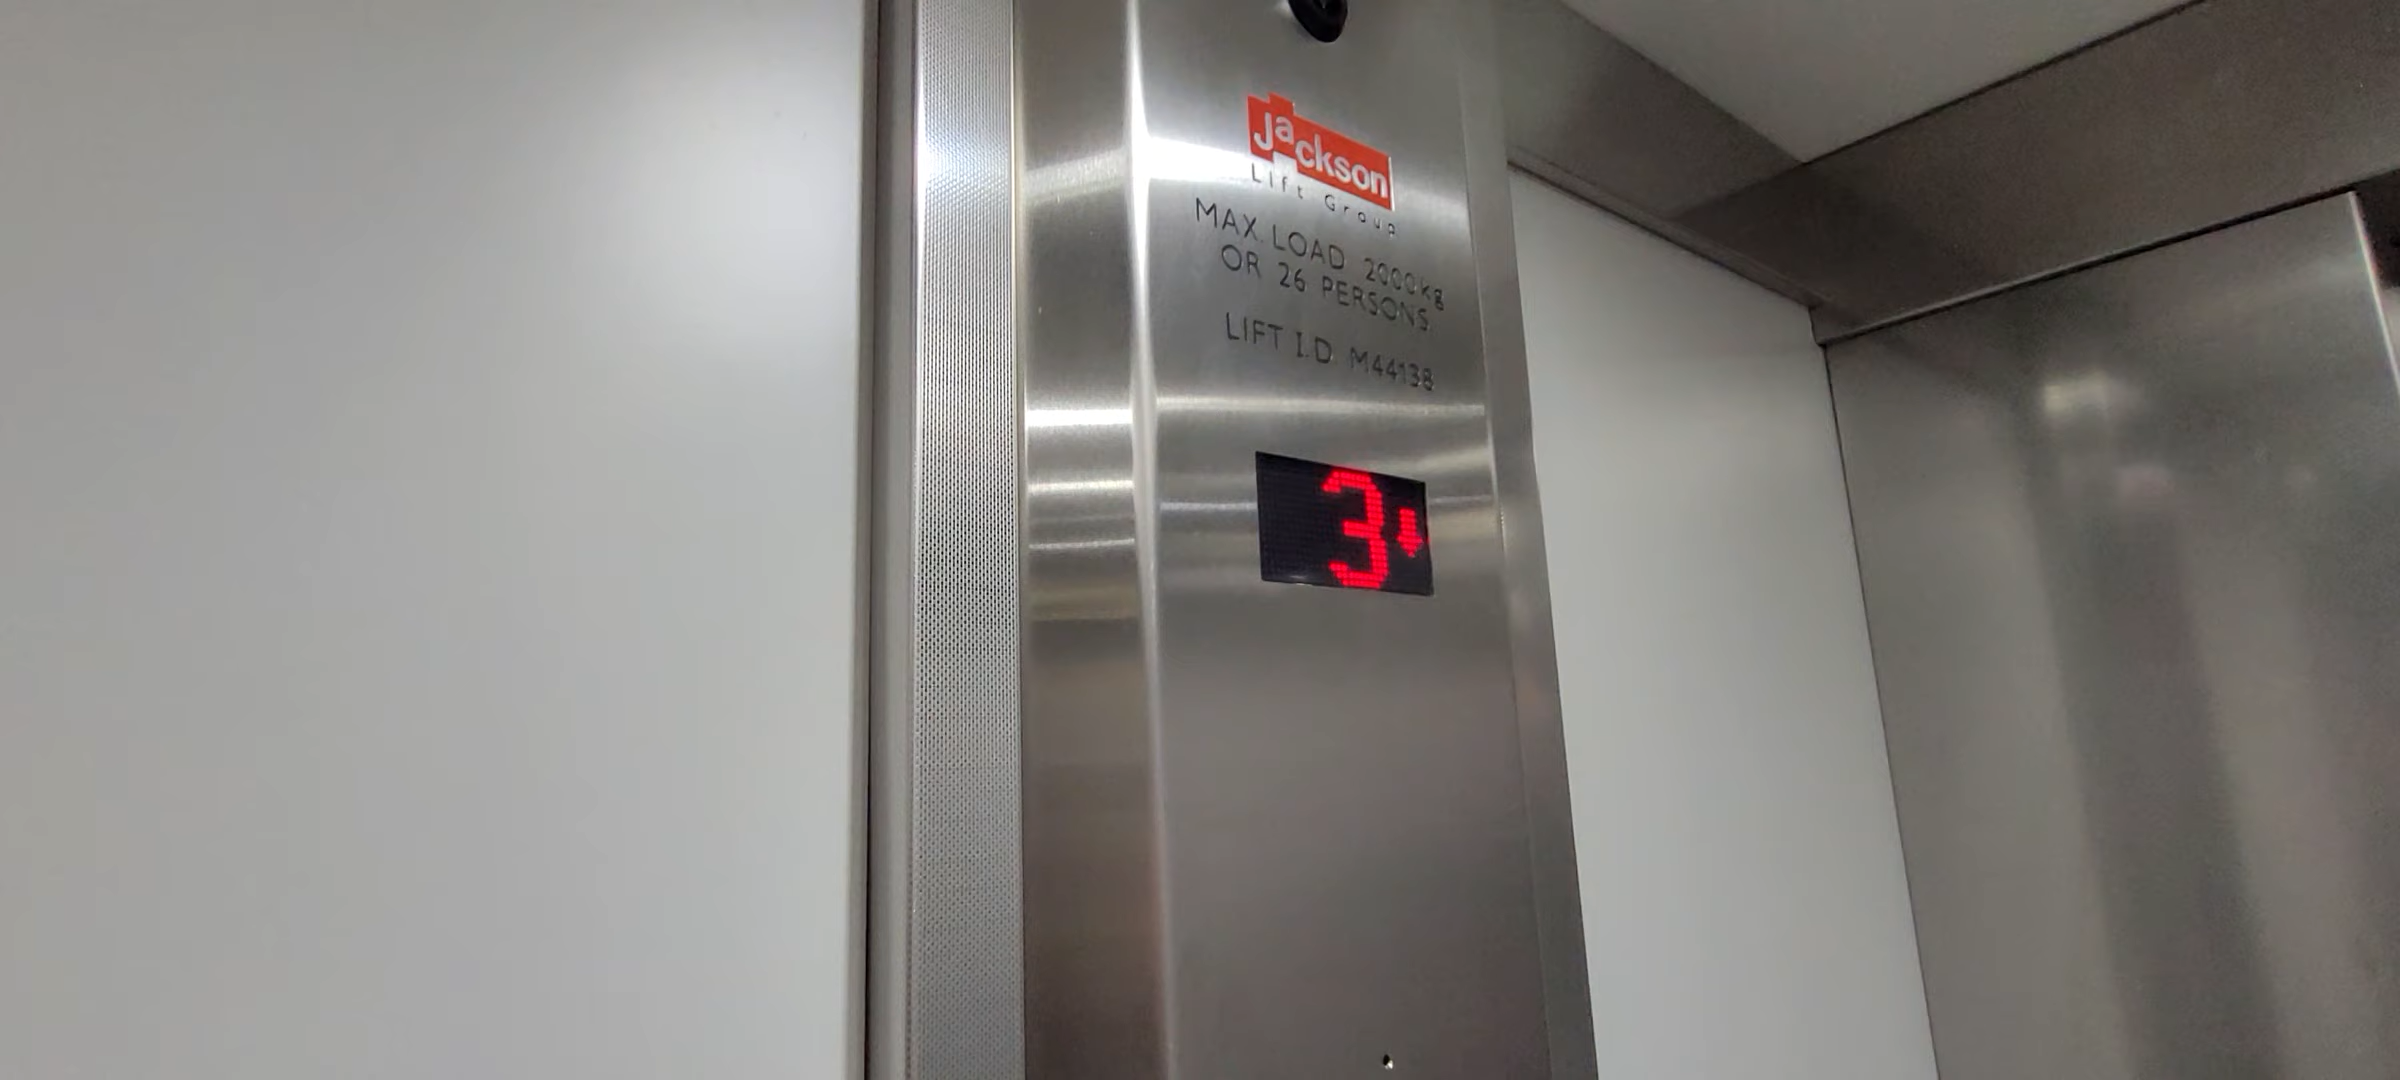 jackson
Lift Group
MAX. LOAD 2000kg
OR 26 PERSONS.
LIFT I.D. M44138
3